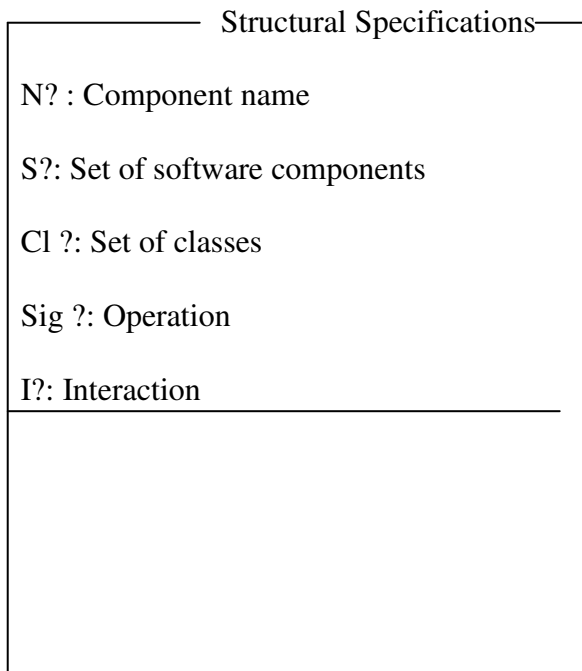 Structural Specifications
N? : Component name
S?: Set of software components
Cl ?: Set of classes
Sig ?: Operation
I?: Interaction